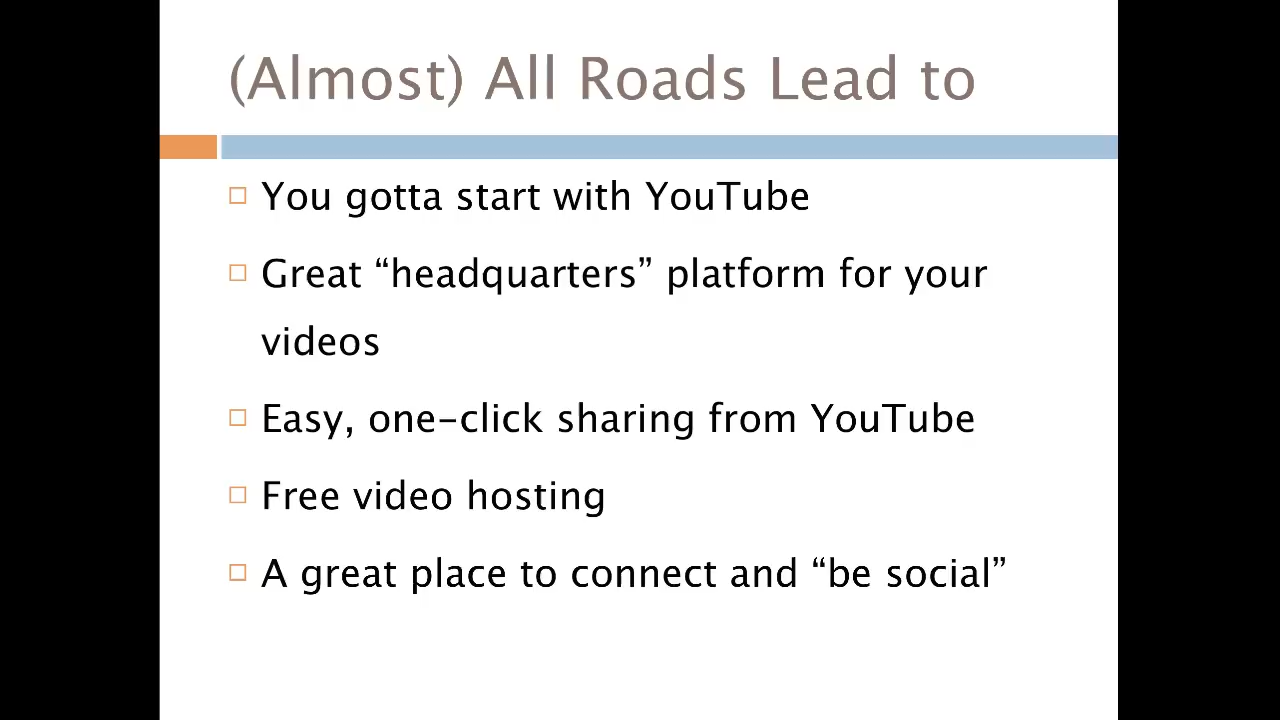 (Almost) All Roads Lead to
You gotta start with YouTube
Great “headquarters” platform for your
videos
Easy, one-click sharing from YouTube
Free video hosting
A great place to connect and “be social”